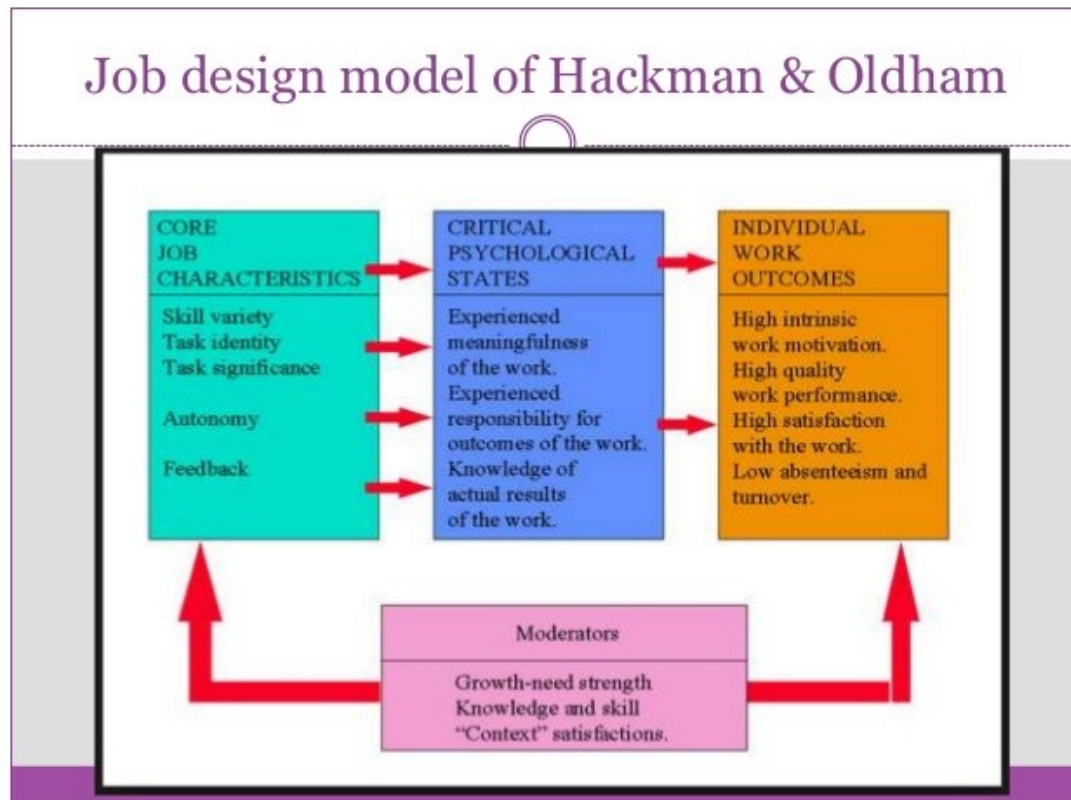 Job design model of Hackman & Oldham
CORE
JOB
CHARACTERISTICS
Skill variety
Task identity
Task significance
Autonomy
Feedback
CRITICAL
PSYCHOLOGICAL
STATES
Experienced
meaningfulness
of the work.
Experienced
responsibility for
outcomes of the work.
Knowledge of
actual results
of the work.
INDIVIDUAL
WORK
OUTCOMES
High intrinsic
work motivation.
High quality
work performance.
High satisfaction
with the work.
Low absenteeism and
turnover.
Moderators
Growth-need strength
Knowledge and skill
“Context” satisfactions.